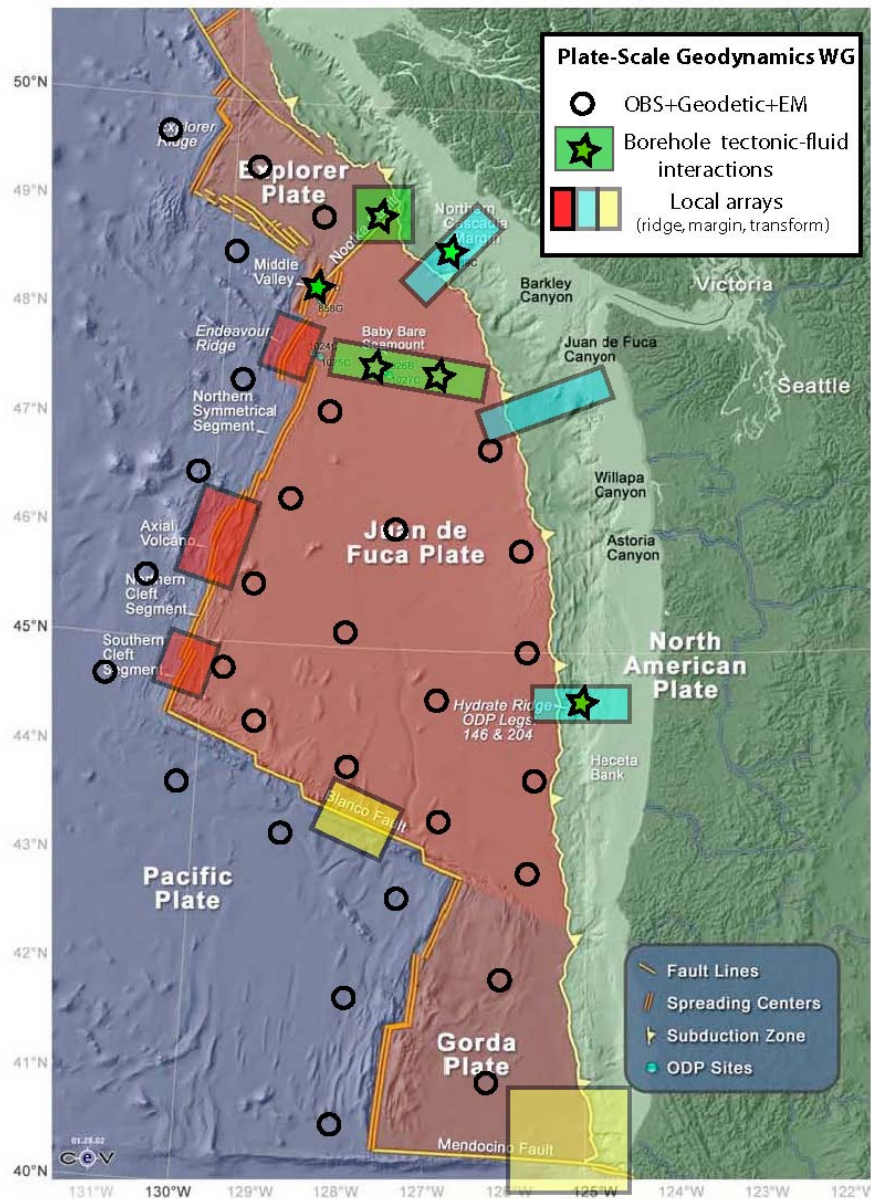 Plate-Scale Geodynamics WG
OBS+Geodetic+EM
Borehole tectonic-fluid
interactions
Local arrays
(ridge, margin, transform)
50°N
49°N
48°N
47°N
46°N
45°N
44°N
43°N
42°N
41°N
40°N
Explorer
Ridge
Explorer
Plate
Northern
Cascadia
Margin
Middle
Valley
858G
Barkley
Canyon
Victoria
Endeavour
Ridge
1024C
1025C
Baby Bare
Seamount
1027C
Juan de Fuca
Canyon
Seattle
Northern
Symmetrical
Segment
Willapa
Canyon
Axial
Volcano
Juan de
Fuca Plate
Astoria
Canyon
Northern
Cleft
Segment
Southern
Cleft
Segment
North
American
Plate
Hydrate Ridge
ODP Legs
146 & 204
Heceta
Bank
Blanco Fault
Pacific
Plate
Gorda
Plate
Mendocino Fault
Fault Lines
Spreading Centers
Subduction Zone
ODP Sites
01.28.02
CeV
131°W
130°W
129°W
128°W
127°W
126°W
125°W
124°W
123°W
122°W